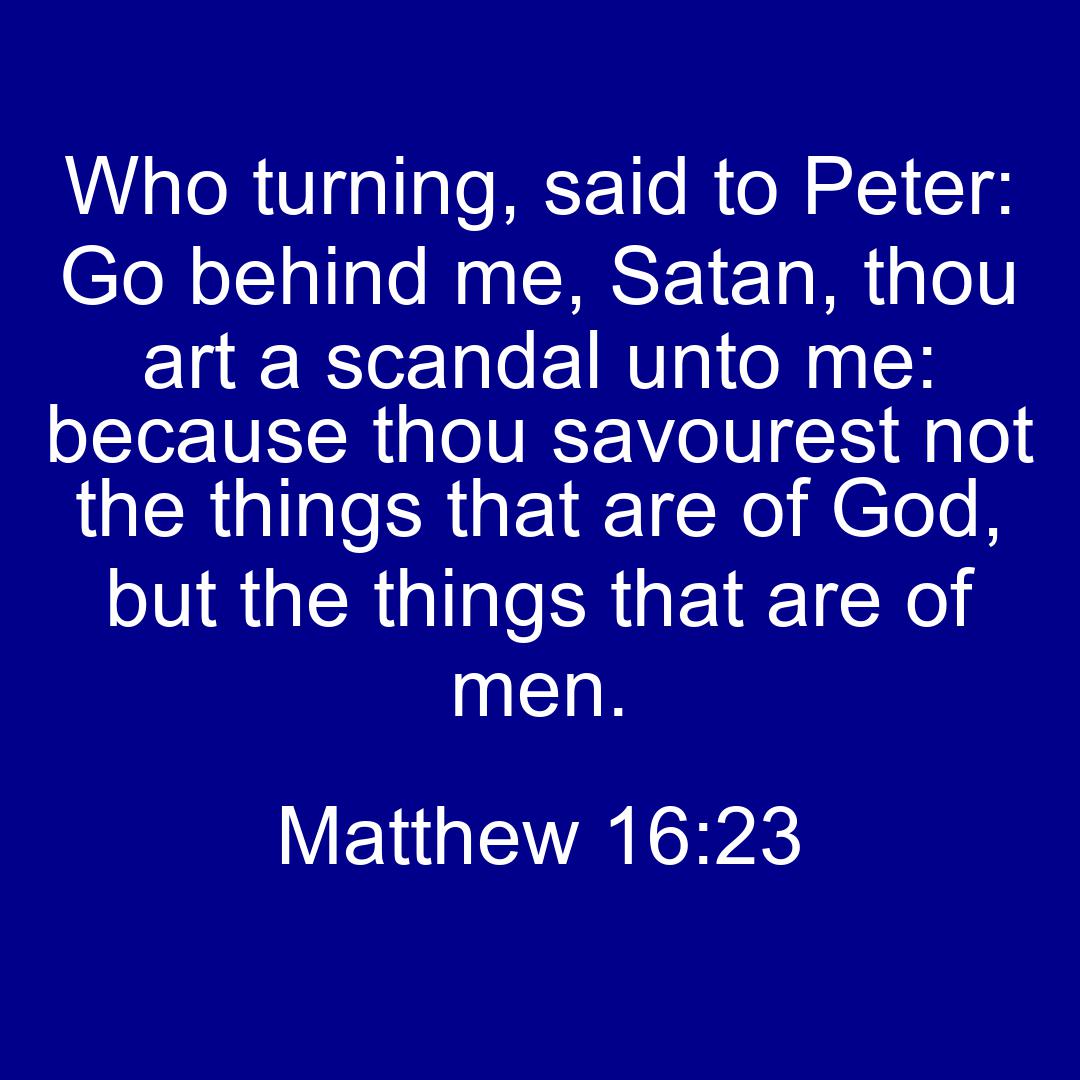 Who turning, said to Peter:
Go behind me, Satan, thou
art a scandal unto me:
because thou savourest not
the things that are of God,
but the things that are of
men.
Matthew 16:23